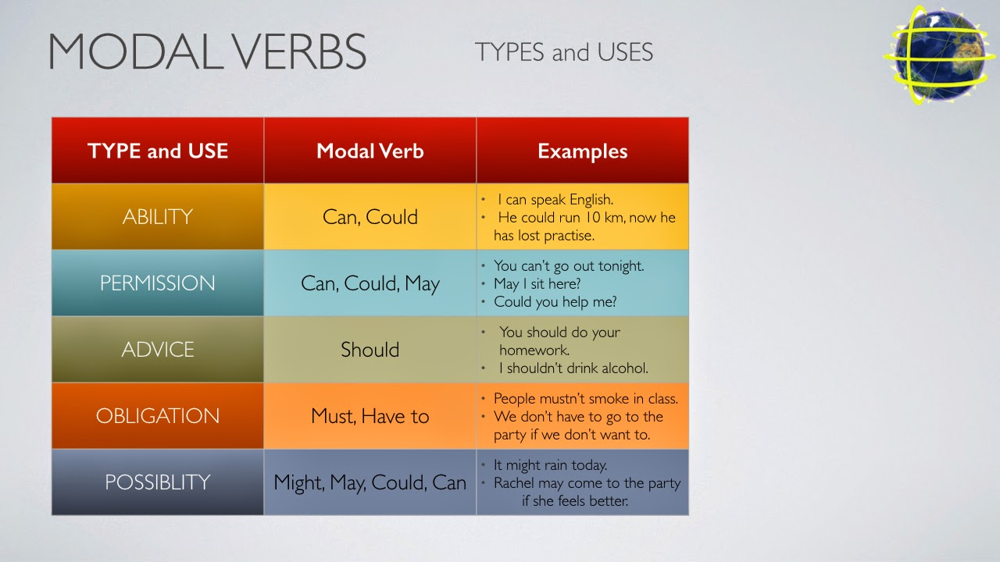 MODAL VERBS
TYPES and USES
TYPE and USE
Modal Verb
Examples
ABILITY
Can, Could
• I can speak English.
• He could run 10 km, now he
has lost practise.
PERMISSION
Can, Could, May
• You can't go out tonight.
• May I sit here?
• Could you help me?
ADVICE
Should
• You should do your
homework.
• I shouldn't drink alcohol.
OBLIGATION
Must, Have to
• People mustn't smoke in class.
• We don't have to go to the
party if we don't want to.
POSSIBLITY
Might, May, Could, Can
• It might rain today.
• Rachel may come to the party
if she feels better.